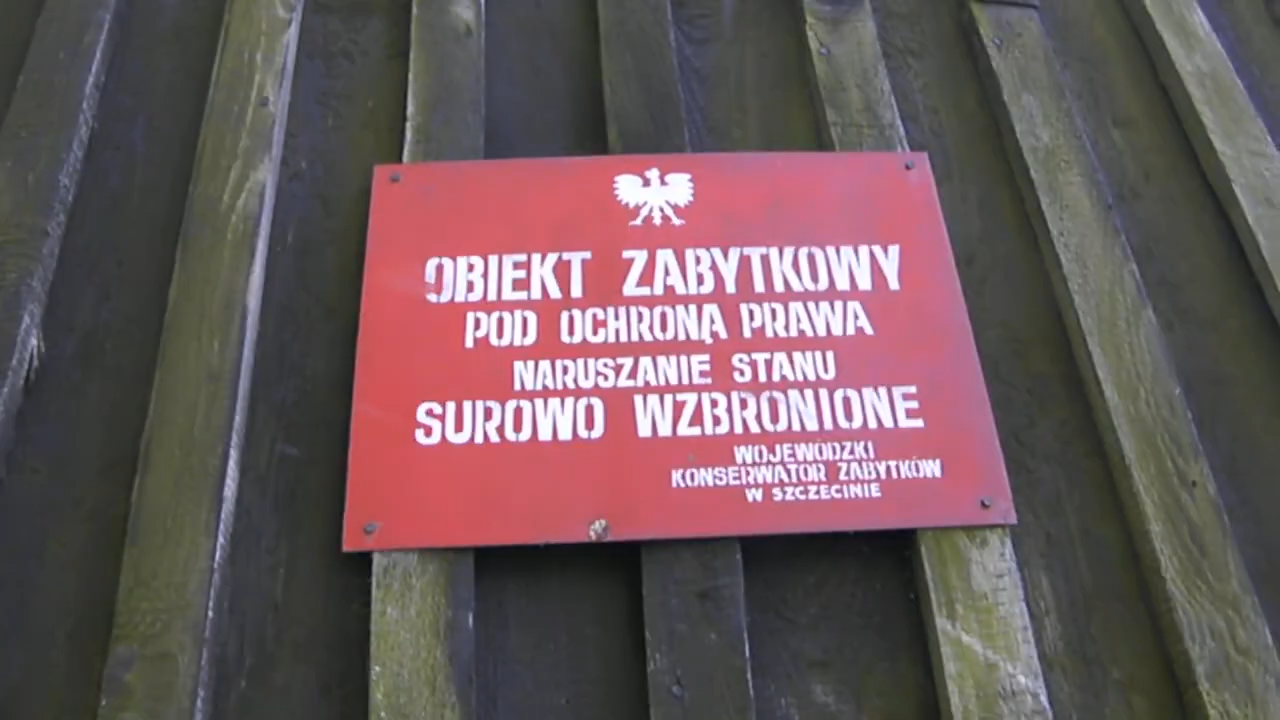 OBIEKT ZABYTKOWY
POD OCHRONĄ PRAWA
NARUSZANIE STANU
SUROWO WZBRONIONE
WOJEWÓDZKI
KONSERWATOR ZABYTKÓW
W SZCZECINIE